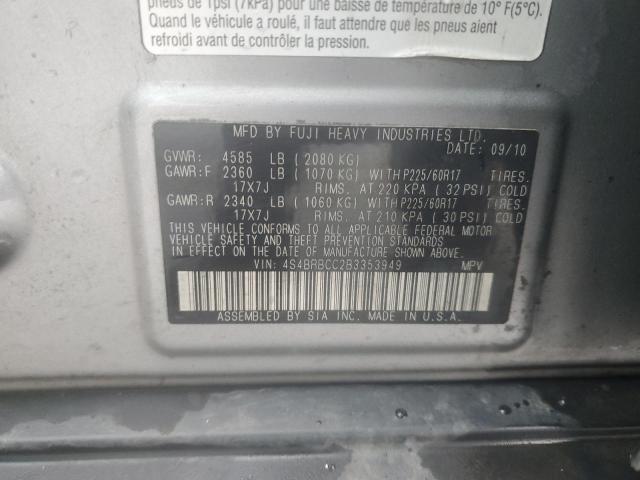 pneus de 1psi (7kPa) pour une baisse de température de 10° F(5°C).
Quand le véhicule a roulé, il faut attendre que les pneus aient
refroidi avant de contrôler la pression.
MFD BY FUJI HEAVY INDUSTRIES LTD.
DATE: 09/10
GVWR: 4585 LB (2080 KG)
GAWR:F 2360 LB (1070 KG) WITH P225/60R17 TIRES.
17X7J RIMS. AT 220 KPA (32 PSI) COLD
GAWR:R 2340 LB (1060 KG) WITH P225/60R17 TIRES.
17X7J RIMS. AT 210 KPA (30 PSI) COLD
THIS VEHICLE CONFORMS TO ALL APPLICABLE FEDERAL MOTOR
VEHICLE SAFETY AND THEFT PREVENTION STANDARDS IN EFFECT
ON THE DATE OF MANUFACTURE SHOWN ABOVE.
VIN: 4S4BRBCC2B3353949 MPV
ASSEMBLED BY SIA INC. MADE IN U.S.A.